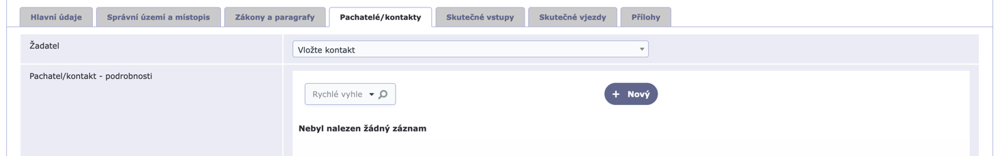 Hlavní údaje
Správní území a místopis
Zákony a paragrafy
Pachatelé/kontakty
Skutečné vstupy
Skutečné vjezdy
Přílohy
Žadatel
Vložte kontakt
Pachatel/kontakt - podrobnosti
Rychlé vyhle
+ Nový
Nebyl nalezen žádný záznam